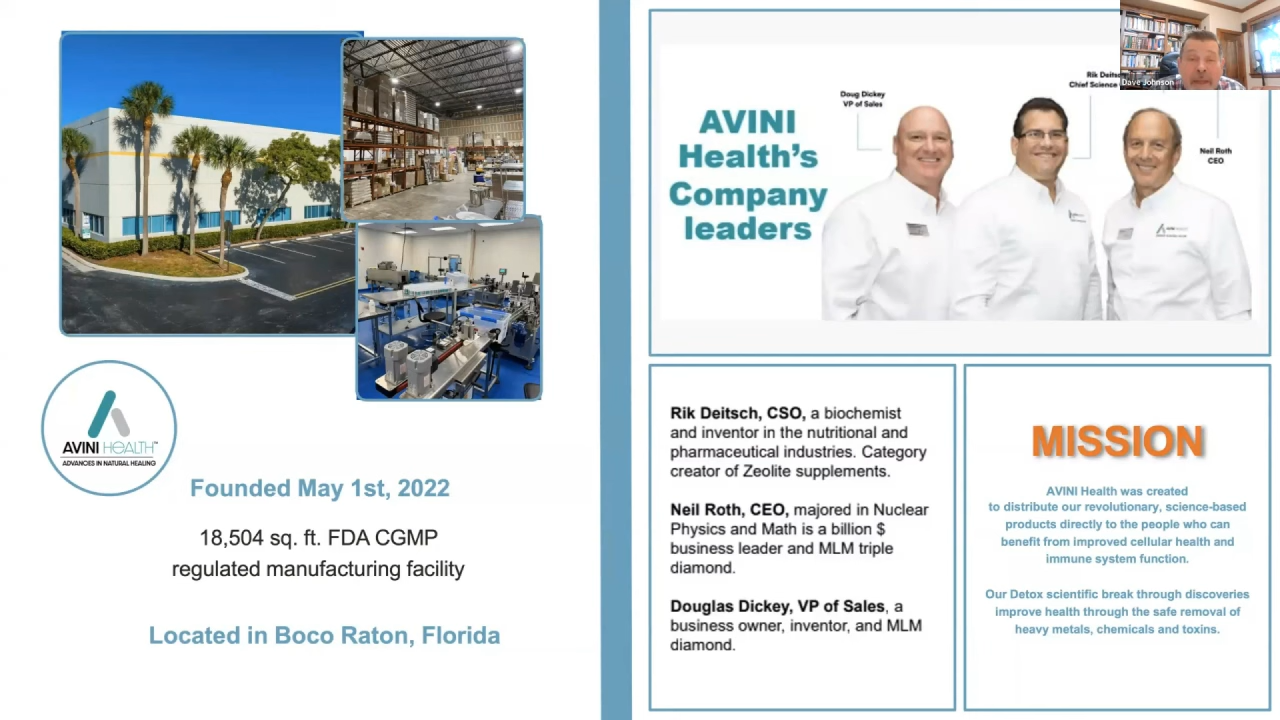 AVINI HEALTH™
ADVANCES IN NATURAL HEALING
Founded May 1st, 2022
18,504 sq. ft. FDA CGMP
regulated manufacturing facility
Located in Boco Raton, Florida
AVINI
Health's
Company
leaders
Doug Dickey
VP of Sales
Rik Deitsch
Chief Science
Neil Roth
CEO
Dave Johnson
Rik Deitsch, CSO, a biochemist
and inventor in the nutritional and
pharmaceutical industries. Category
creator of Zeolite supplements.
Neil Roth, CEO, majored in Nuclear
Physics and Math is a billion $
business leader and MLM triple
diamond.
Douglas Dickey, VP of Sales, a
business owner, inventor, and MLM
diamond.
MISSION
AVINI Health was created
to distribute our revolutionary, science-based
products directly to the people who can
benefit from improved cellular health and
immune system function.
Our Detox scientific break through discoveries
improve health through the safe removal of
heavy metals, chemicals and toxins.